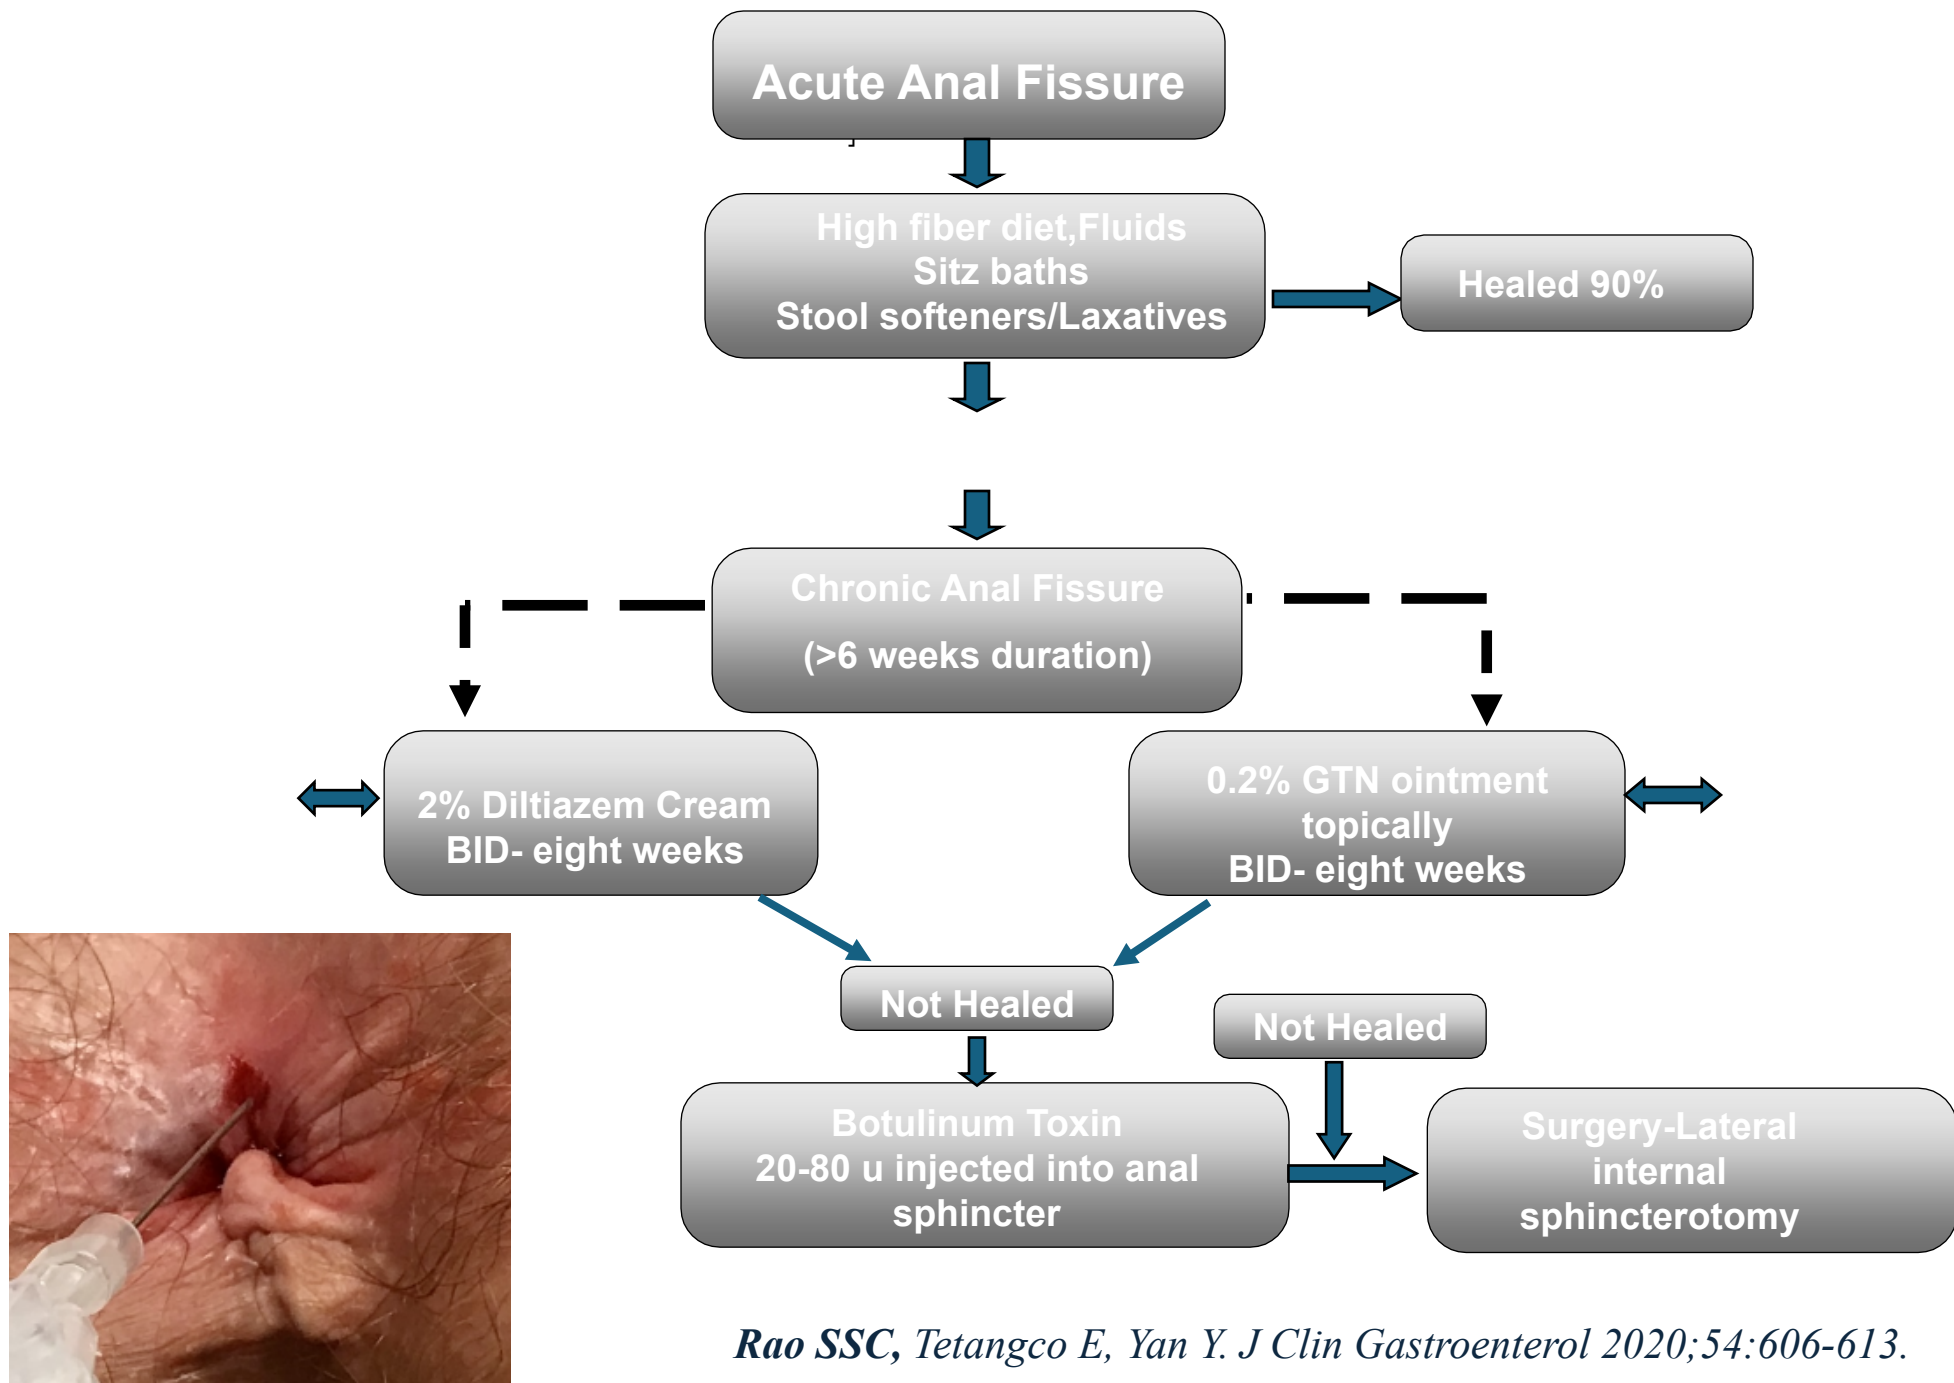 Acute Anal Fissure
High fiber diet,Fluids
Sitz baths
Stool softeners/Laxatives
Healed 90%
Chronic Anal Fissure
(>6 weeks duration)
2% Diltiazem Cream
BID- eight weeks
0.2% GTN ointment
topically
BID- eight weeks
Not Healed
Not Healed
Botulinum Toxin
20-80 u injected into anal
sphincter
Surgery-Lateral
internal
sphincterotomy
Rao SSC, Tetangco E, Yan Y. J Clin Gastroenterol 2020;54:606-613.